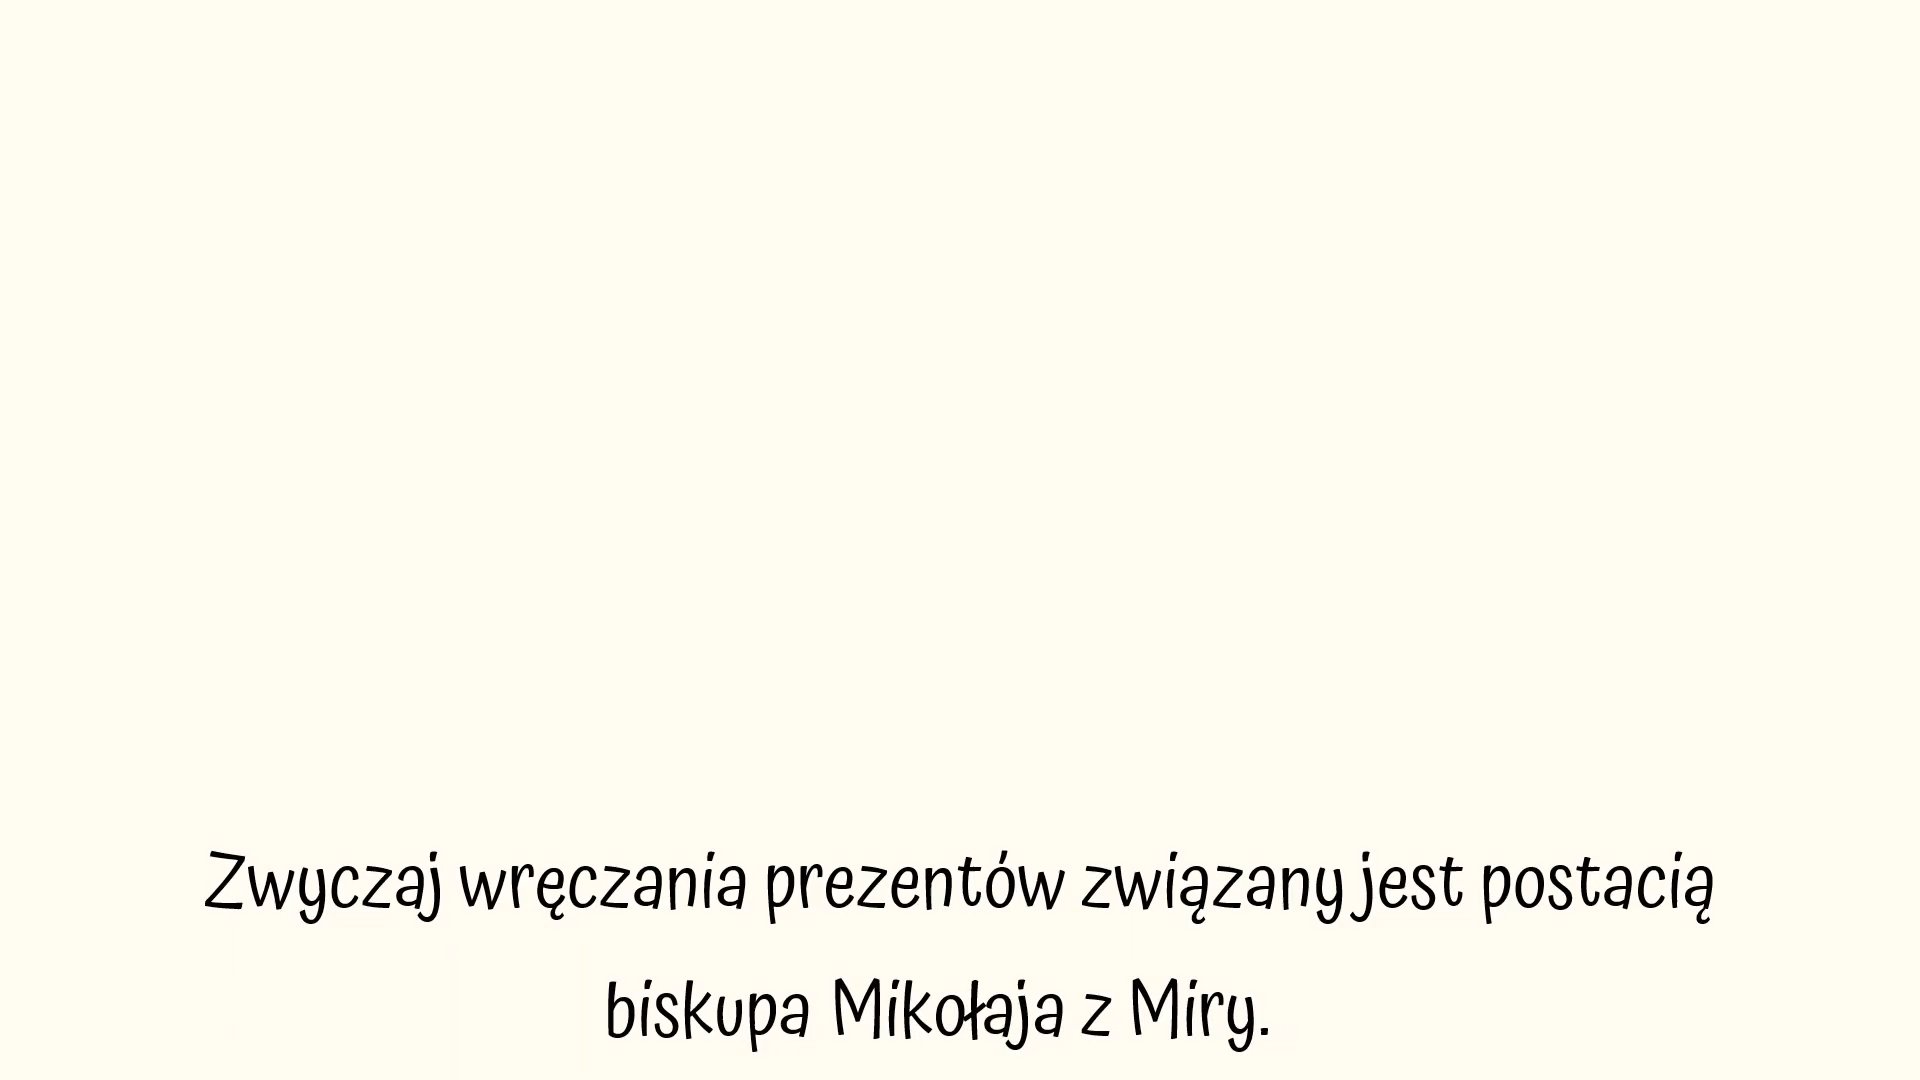 Zwyczaj wręczania prezentów związany jest postacią
biskupa Mikołaja z Miry.